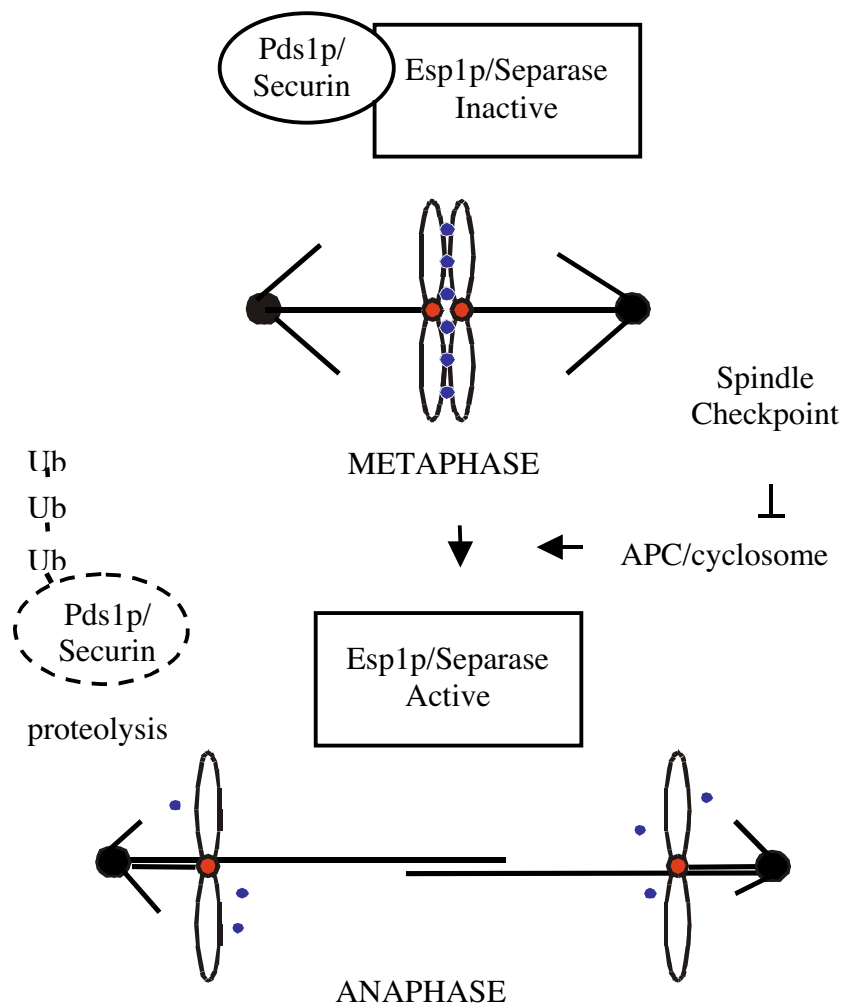 Pds1p/
Securin
Esp1p/Separase
Inactive
Spindle
Checkpoint
METAPHASE
Ub
Ub
Ub
APC/cyclosome
Pds1p/
Securin
Esp1p/Separase
Active
proteolysis
ANAPHASE